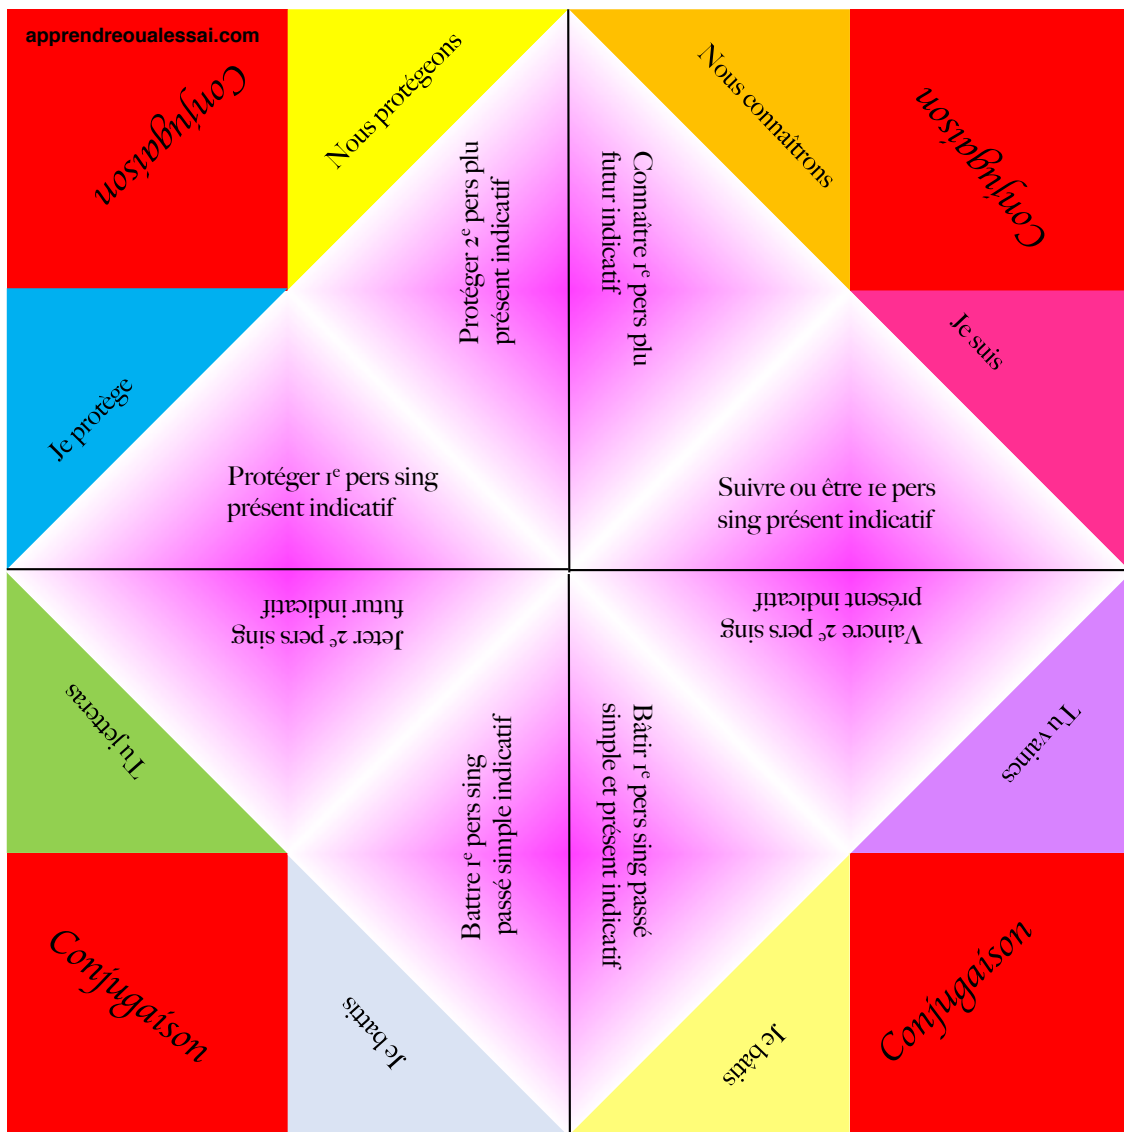 apprendreoualessai.com
Conjugaison
Nous protégeons
Nous connaîtrons
Conjugaison
Protéger 2e pers plu
présent indicatif
Connaître 1e pers plu
futur indicatif
Je protège
Je suis
Protéger 1e pers sing
présent indicatif
Suivre ou être 1e pers
sing présent indicatif
Jeter 2e pers sing
futur indicatif
Vaincre 2e pers sing
présent indicatif
Tu jetteras
Tu vaincs
Battre 1e pers sing
passé simple indicatif
Bâtir 1e pers sing passé
simple et présent indicatif
Conjugaison
Je battis
Je bâtis
Conjugaison